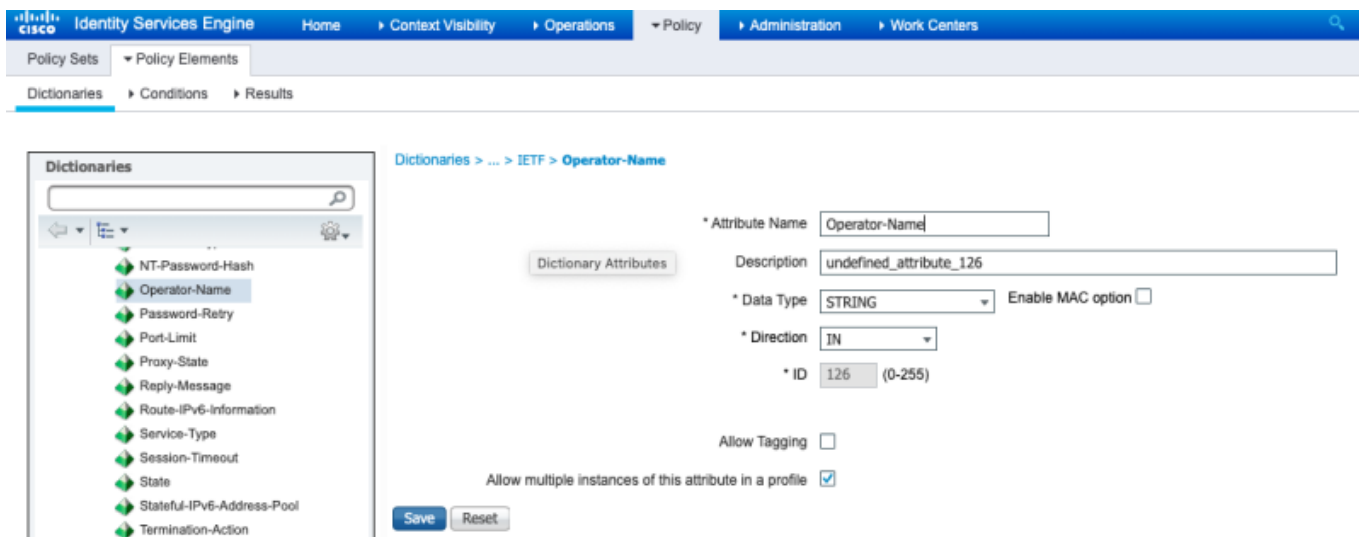 cisco Identity Services Engine Home Context Visibility Operations Policy Administration Work Centers
Policy Sets Policy Elements
Dictionaries Conditions Results
Dictionaries
NT-Password-Hash
Operator-Name
Password-Retry
Port-Limit
Proxy-State
Reply-Message
Route-IPv6-Information
Service-Type
Session-Timeout
State
Stateful-IPv6-Address-Pool
Termination-Action
Dictionaries > ... > IETF > Operator-Name
* Attribute Name Operator-Name
Dictionary Attributes
Description undefined_attribute_126
* Data Type STRING Enable MAC option
* Direction IN
* ID 126 (0-255)
Allow Tagging
Allow multiple instances of this attribute in a profile
Save Reset